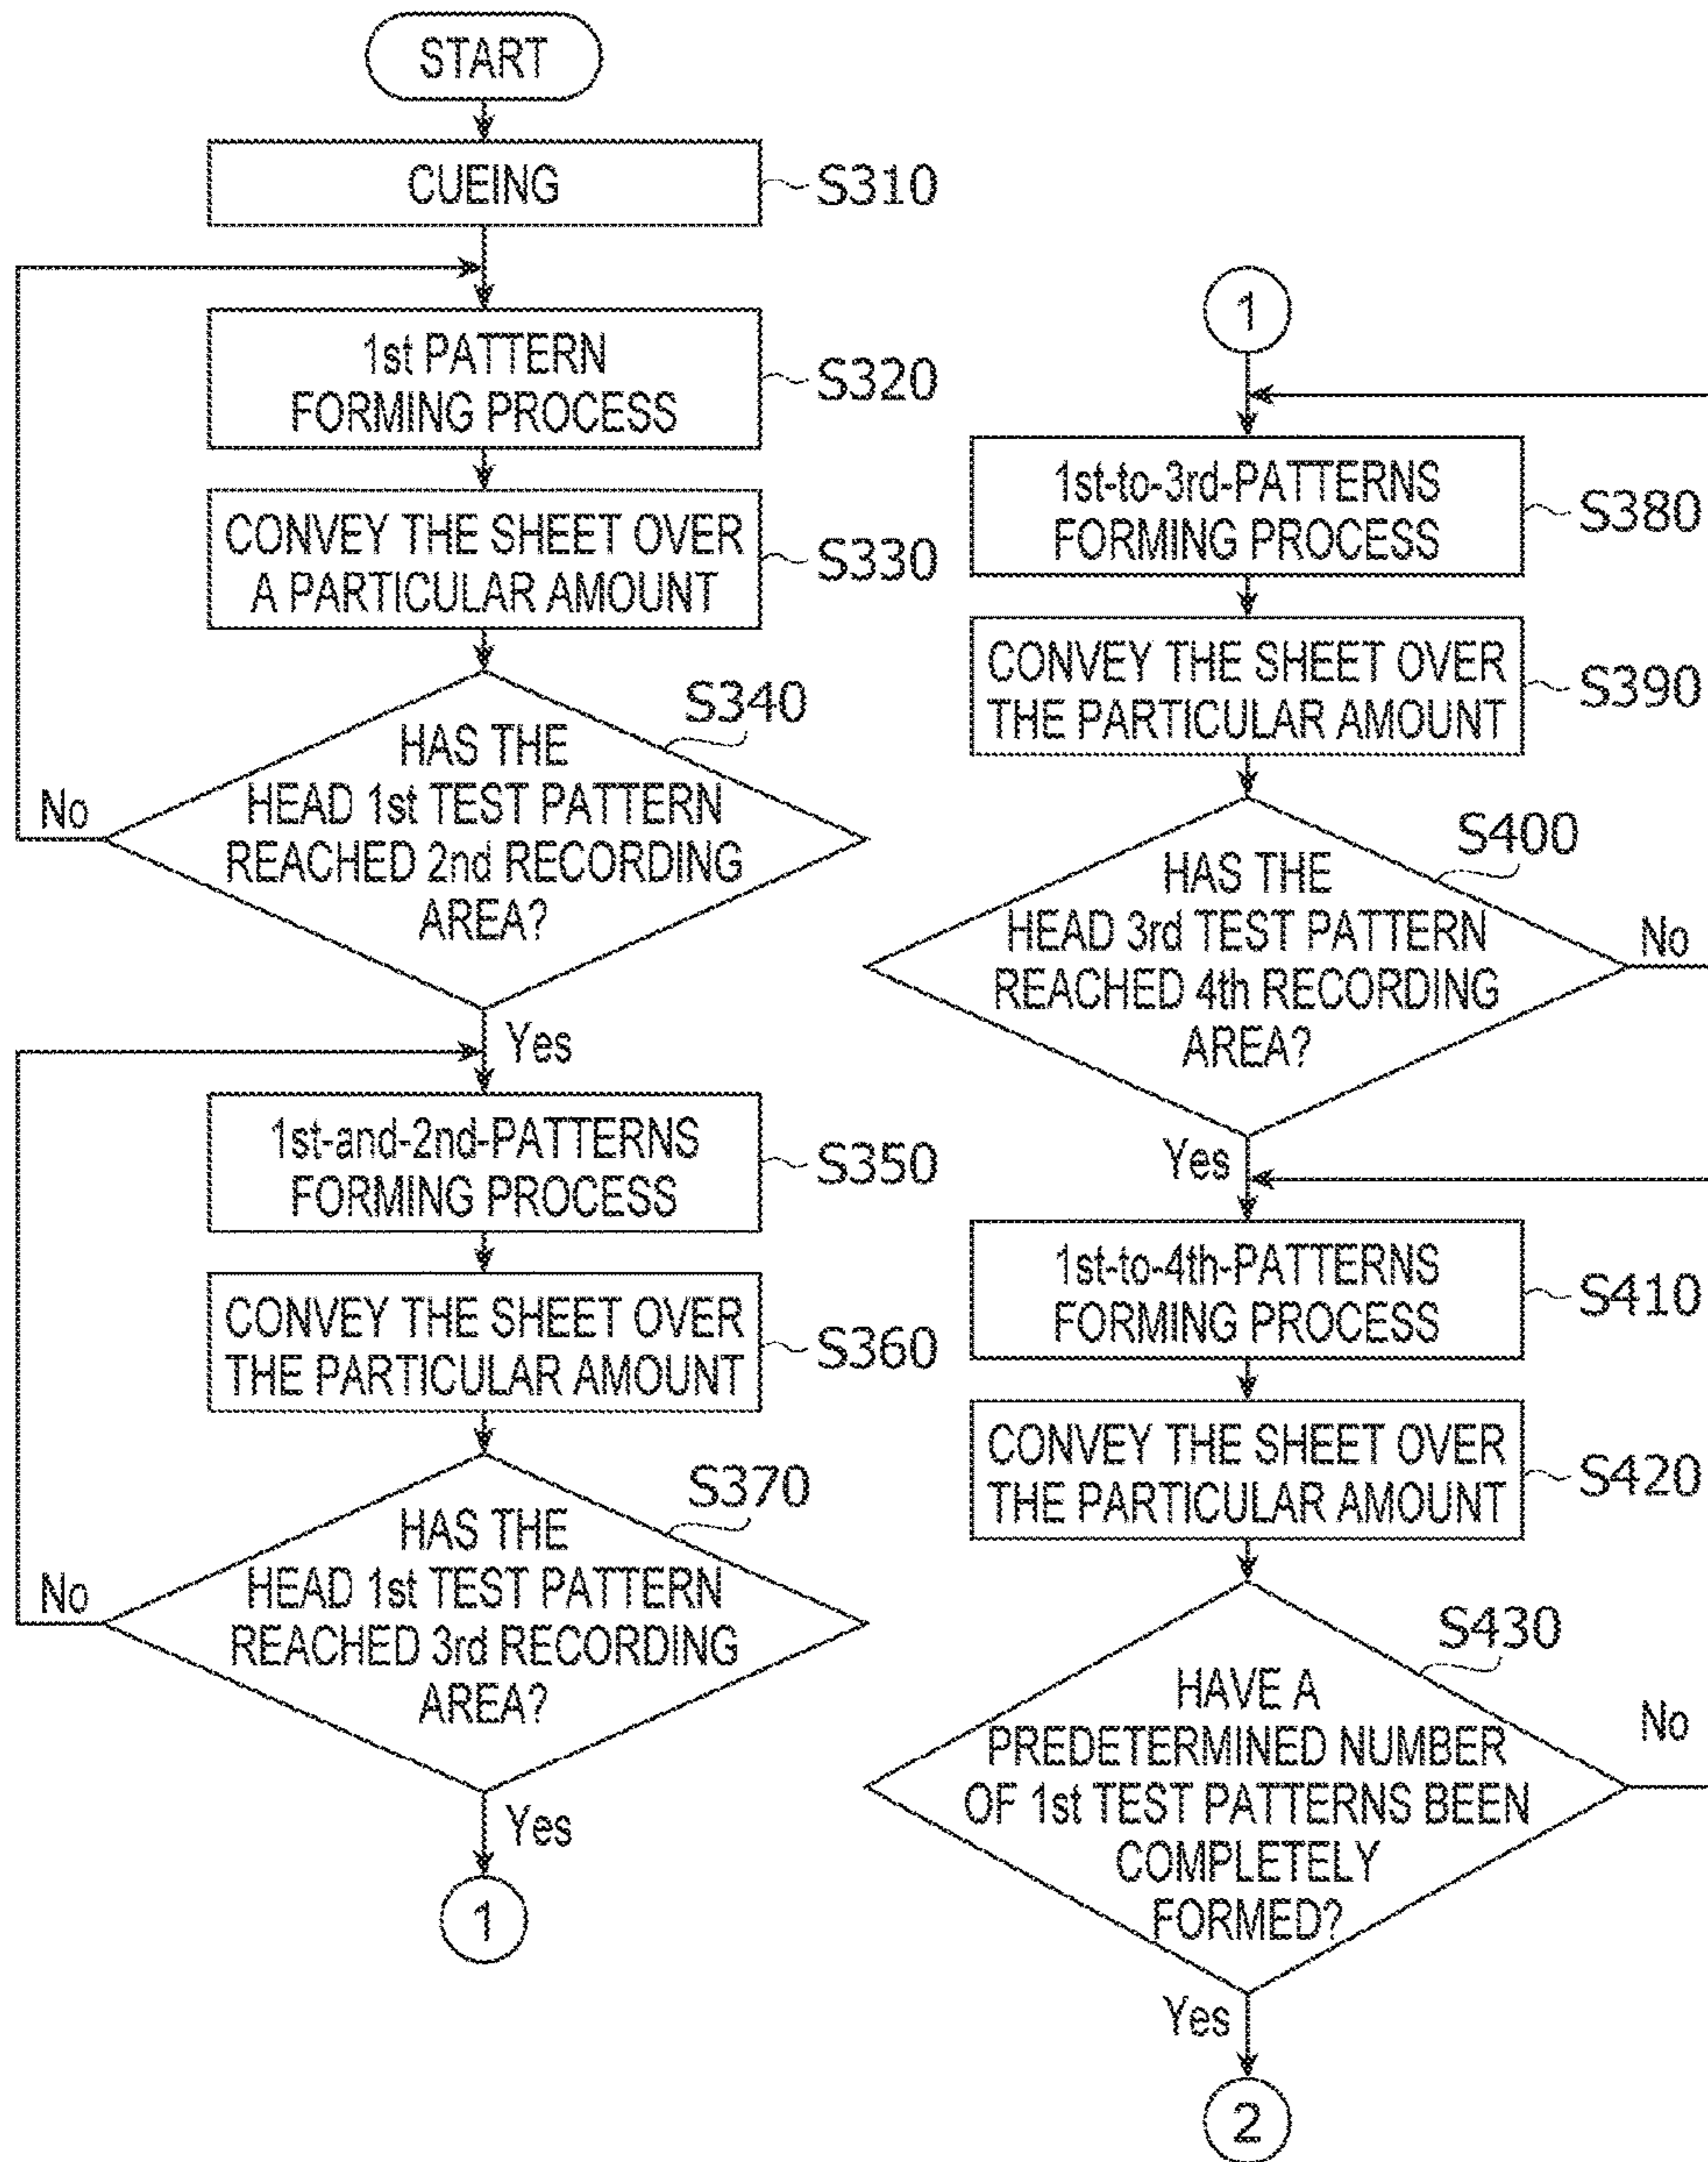 START
CUEING
S310
1st PATTERN
FORMING PROCESS
S320
CONVEY THE SHEET OVER
A PARTICULAR AMOUNT
S330
S340
HAS THE
HEAD 1st TEST PATTERN
REACHED 2nd RECORDING
AREA?
No
Yes
1st-and-2nd-PATTERNS
FORMING PROCESS
S350
CONVEY THE SHEET OVER
THE PARTICULAR AMOUNT
S360
S370
HAS THE
HEAD 1st TEST PATTERN
REACHED 3rd RECORDING
AREA?
No
Yes
1
1
1st-to-3rd-PATTERNS
FORMING PROCESS
S380
CONVEY THE SHEET OVER
THE PARTICULAR AMOUNT
S390
S400
HAS THE
HEAD 3rd TEST PATTERN
REACHED 4th RECORDING
AREA?
No
Yes
1st-to-4th-PATTERNS
FORMING PROCESS
S410
CONVEY THE SHEET OVER
THE PARTICULAR AMOUNT
S420
S430
HAVE A
PREDETERMINED NUMBER
OF 1st TEST PATTERNS BEEN
COMPLETELY
FORMED?
No
Yes
2